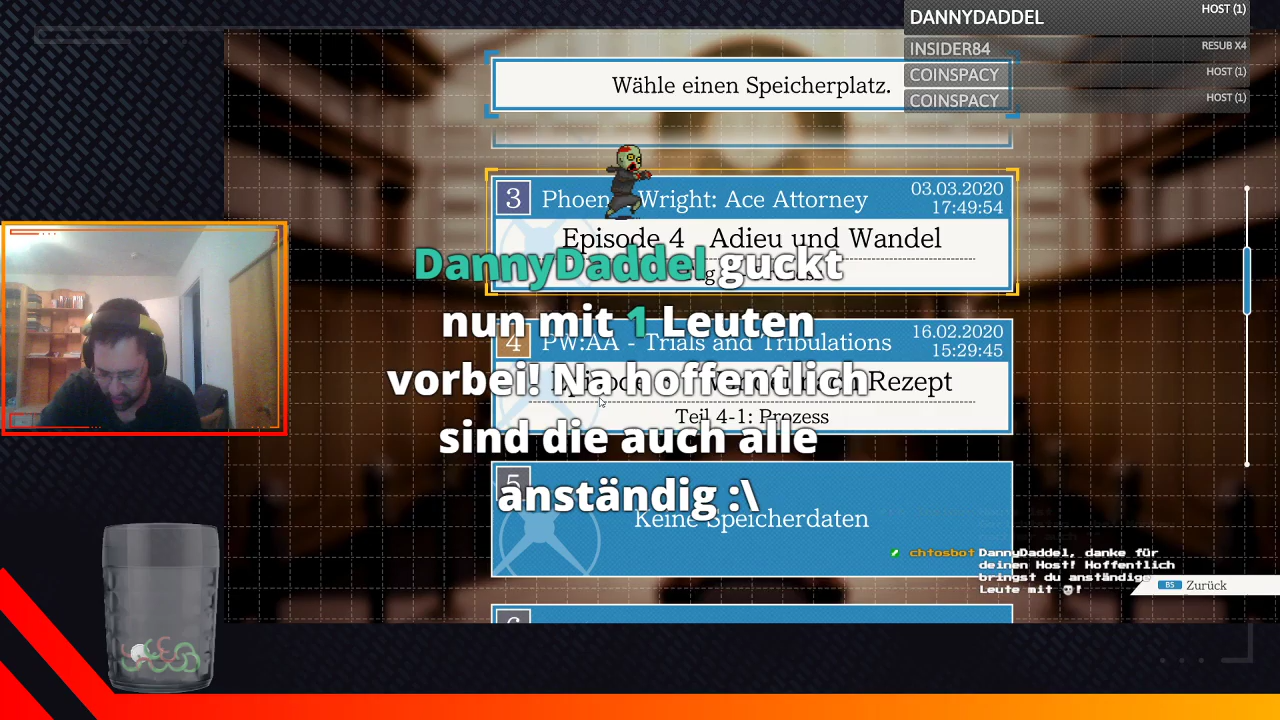 DANNYDADDEL HOST (1)
INSIDER84 RESUB X4
COINSPACY HOST (1)
COINSPACY HOST (1)
Wähle einen Speicherplatz.
3 Phoen Wright: Ace Attorney 03.03.2020
17:49:54
Episode 4 Adieu und Wandel
DannyDaddel guckt
nun mit 1 Leuten
vorbei! Na hoffentlich
sind die auch alle
anständig :\
4 PW:AA - Trials and Tribulations 16.02.2020
15:29:45
Rezept
Teil 4-1: Prozess
5
Keine Speicherdaten
chtosbot DannyDaddel, danke für
deinen Host! Hoffentlich
bringst du anständige
Leute mit !
BS Zurück